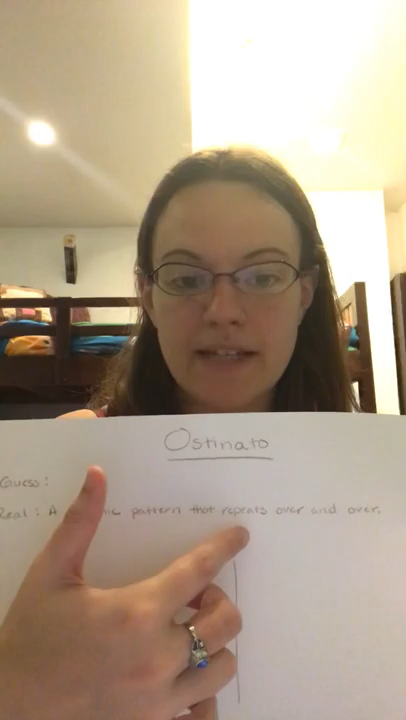 Ostinato
Guess:
Real: A pattern that repeats over and over.